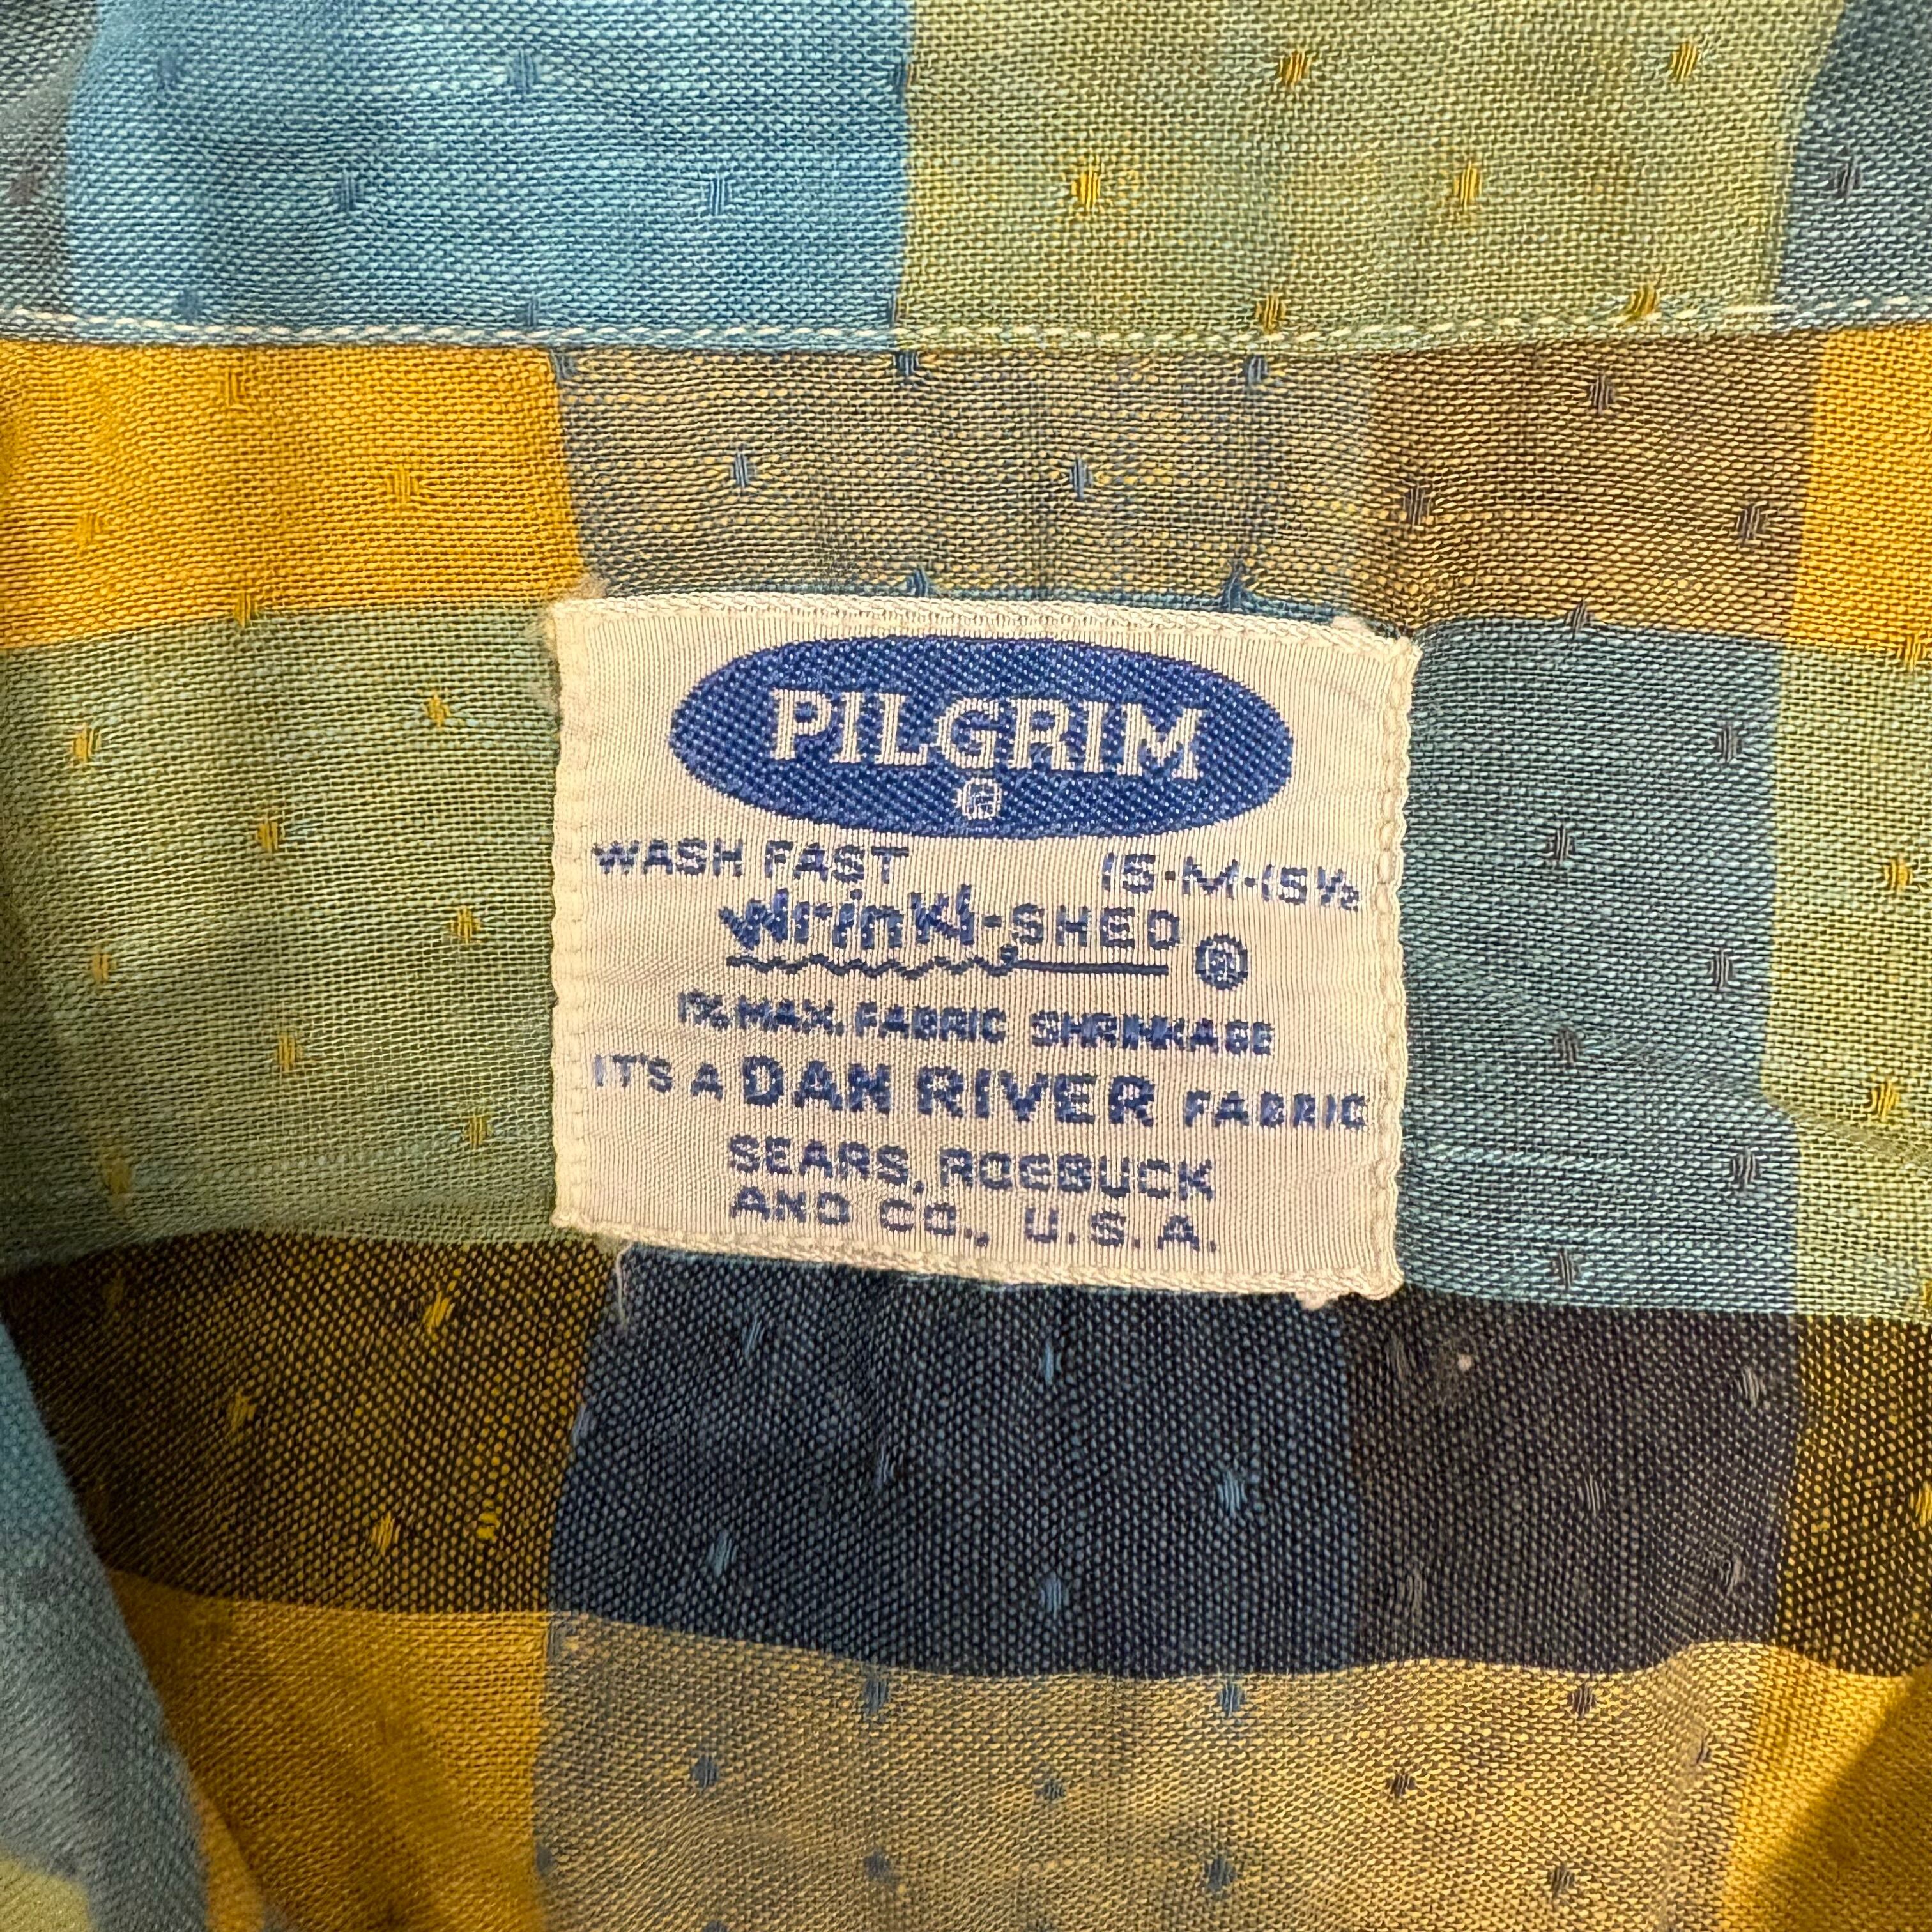 PILGRIM
®
WASH FAST 15-M-15½
Wrinkl-SHED ®
1% MAX. FABRIC SHRINKAGE
IT'S A DAN RIVER FABRIC
SEARS, ROEBUCK
AND CO., U.S.A.